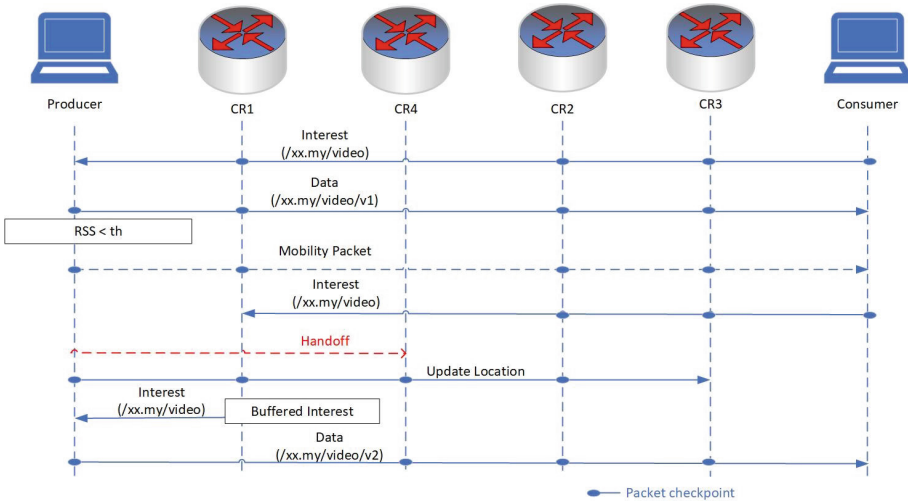 Producer
CR1
CR4
CR2
CR3
Consumer
Interest
(/xx.my/video)
Data
(/xx.my/video/v1)
RSS < th
Mobility Packet
Interest
(/xx.my/video)
Handoff
Update Location
Interest
(/xx.my/video)
Buffered Interest
Data
(/xx.my/video/v2)
Packet checkpoint